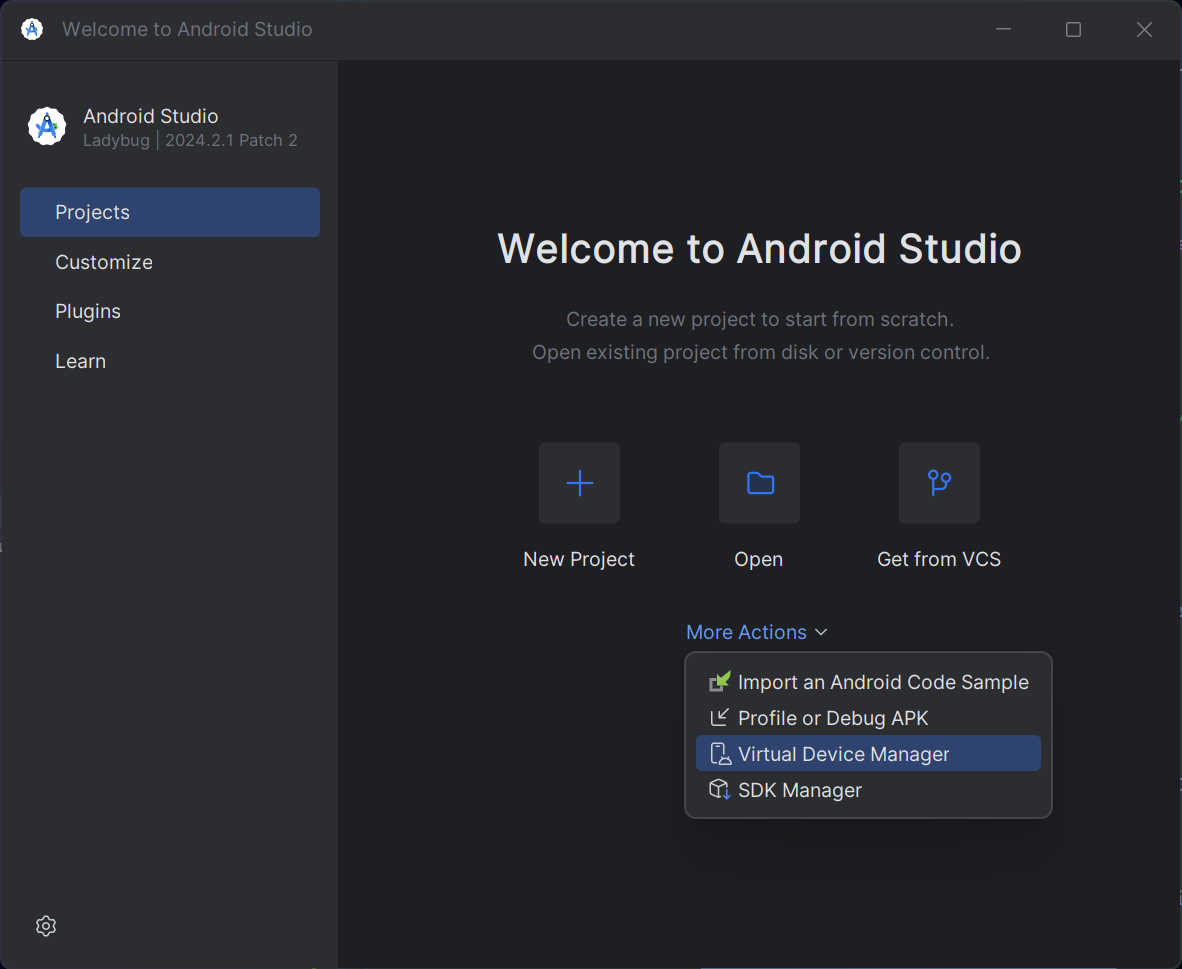 Welcome to Android Studio
Android Studio
Ladybug | 2024.2.1 Patch 2
Projects
Customize
Plugins
Learn
Welcome to Android Studio
Create a new project to start from scratch.
Open existing project from disk or version control.
New Project
Open
Get from VCS
More Actions
Import an Android Code Sample
Profile or Debug APK
Virtual Device Manager
SDK Manager